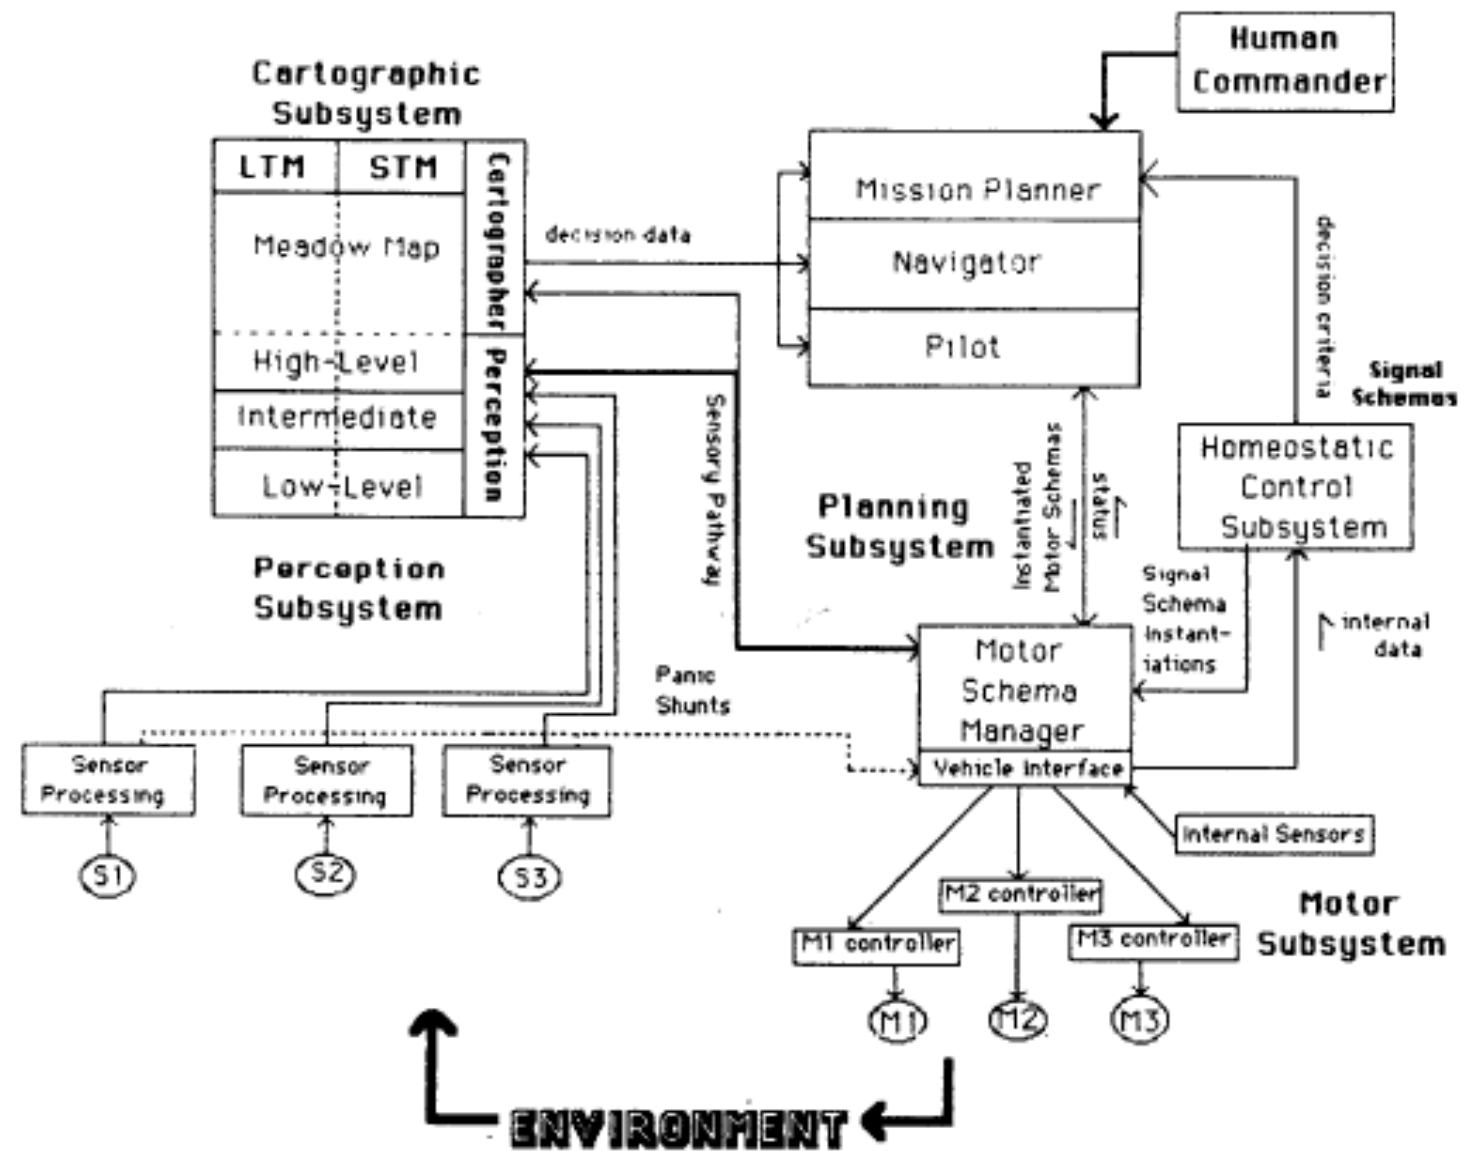 Human
Commander
Cartographic
Subsystem
LTM
STM
Cartographer
Meadow Map
High-Level
Intermediate
Low-Level
Perception
Perception
Subsystem
decision data
Mission Planner
Navigator
Pilot
decision criteria
Signal
Schemas
Homeostatic
Control
Subsystem
Sensory Pathway
Planning
Subsystem
Instantiated
Motor Schemas
status
Signal
Schema
Instant-
iations
internal
data
Motor
Schema
Manager
Vehicle Interface
Panic
Shunts
Sensor
Processing
Sensor
Processing
Sensor
Processing
S1
S2
S3
Internal Sensors
M2 controller
M1 controller
M3 controller
Motor
Subsystem
M1
M2
M3
ENVIRONMENT